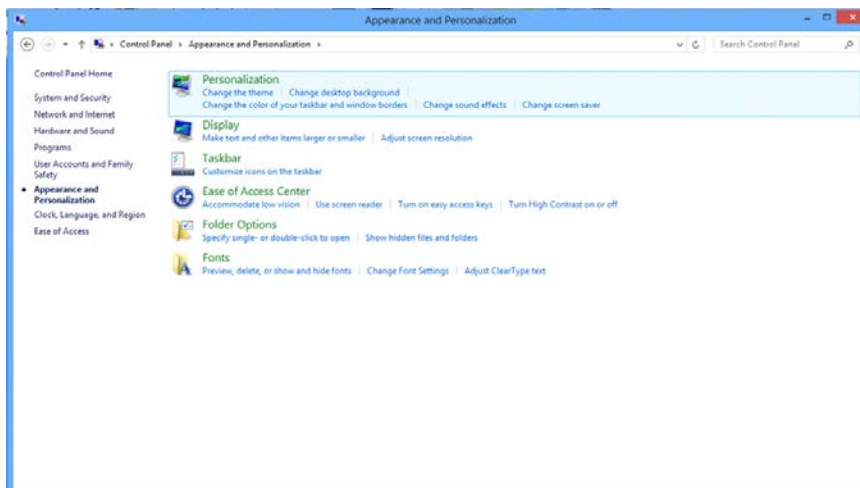 Appearance and Personalization
Control Panel Appearance and Personalization
Search Control Panel
Control Panel Home
System and Security
Network and Internet
Hardware and Sound
Programs
User Accounts and Family
Safety
Appearance and
Personalization
Clock, Language, and Region
Ease of Access
Personalization
Change the theme Change desktop background
Change the color of your taskbar and window borders Change sound effects Change screen saver
Display
Make text and other items larger or smaller Adjust screen resolution
Taskbar
Customize icons on the taskbar
Ease of Access Center
Accommodate low vision Use screen reader Turn on easy access keys Turn High Contrast on or off
Folder Options
Specify single- or double-click to open Show hidden files and folders
Fonts
Preview, delete, or show and hide fonts Change Font Settings Adjust ClearType text